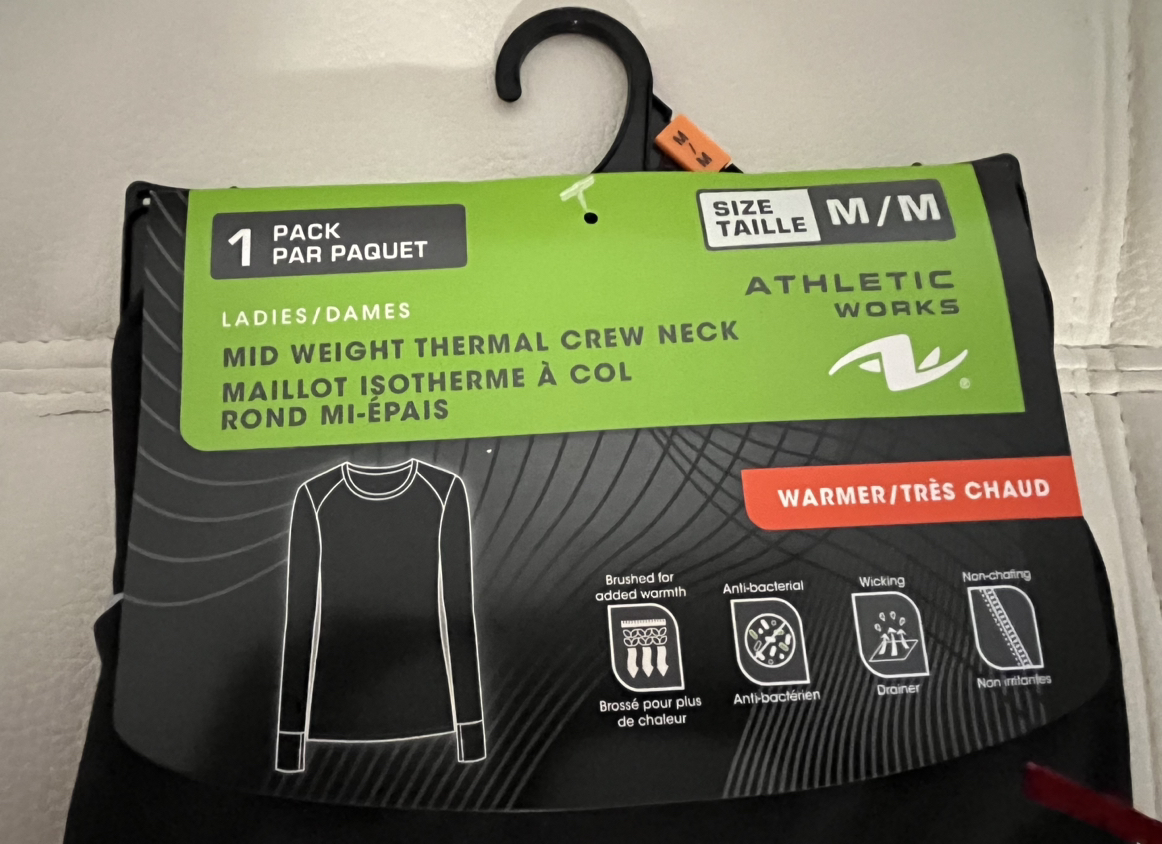 M/M
1 PACK
PAR PAQUET
SIZE
TAILLE
M/M
LADIES/DAMES
MID WEIGHT THERMAL CREW NECK
MAILLOT ISOTHERME À COL
ROND MI-ÉPAIS
ATHLETIC
WORKS
®
WARMER/TRÈS CHAUD
Brushed for
added warmth
Brossé pour plus
de chaleur
Anti-bacterial
Anti-bactérien
Wicking
Drainer
Non-chafing
Non irritantes